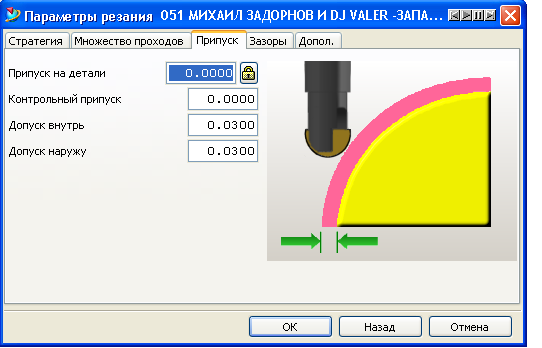 Параметры резания 051 МИХАИЛ ЗАДОРНОВ И DJ VALER -ЗАПА...
Стратегия Множество проходов Припуск Зазоры Допол.
Припуск на детали 0.0000
Контрольный припуск 0.0000
Допуск внутрь 0.0300
Допуск наружу 0.0300
ОК Назад Отмена